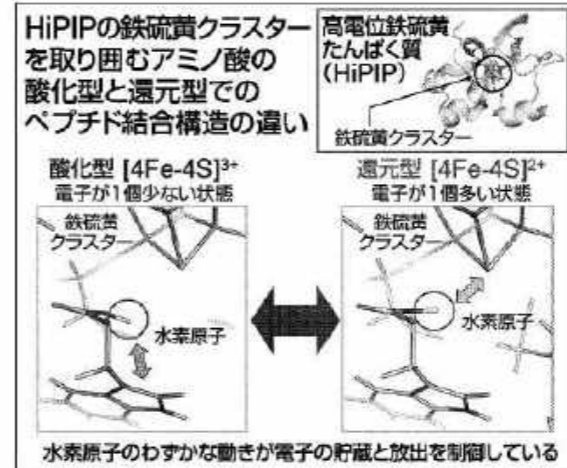 HiPIPの鉄硫黄クラスター
を取り囲むアミノ酸の
酸化型と還元型での
ペプチド結合構造の違い
高電位鉄硫黄
たんぱく質
(HiPIP)
鉄硫黄クラスター
酸化型 [4Fe-4S]³⁺
電子が1個少ない状態
鉄硫黄
クラスター
水素原子
還元型 [4Fe-4S]²⁺
電子が1個多い状態
鉄硫黄
クラスター
水素原子
水素原子のわずかな動きが電子の貯蔵と放出を制御している